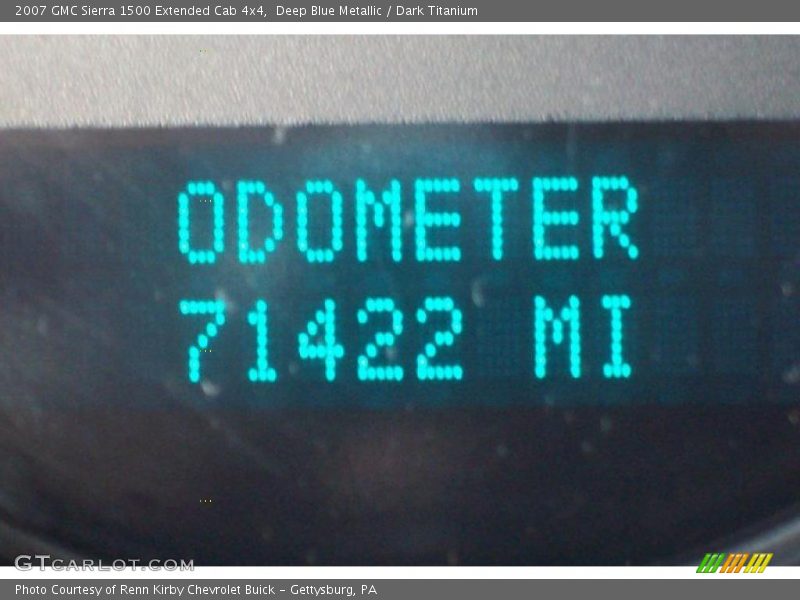 2007 GMC Sierra 1500 Extended Cab 4x4,  Deep Blue Metallic / Dark Titanium
ODOMETER
71422 MI
GTCARLOT.COM
Photo Courtesy of Renn Kirby Chevrolet Buick – Gettysburg, PA